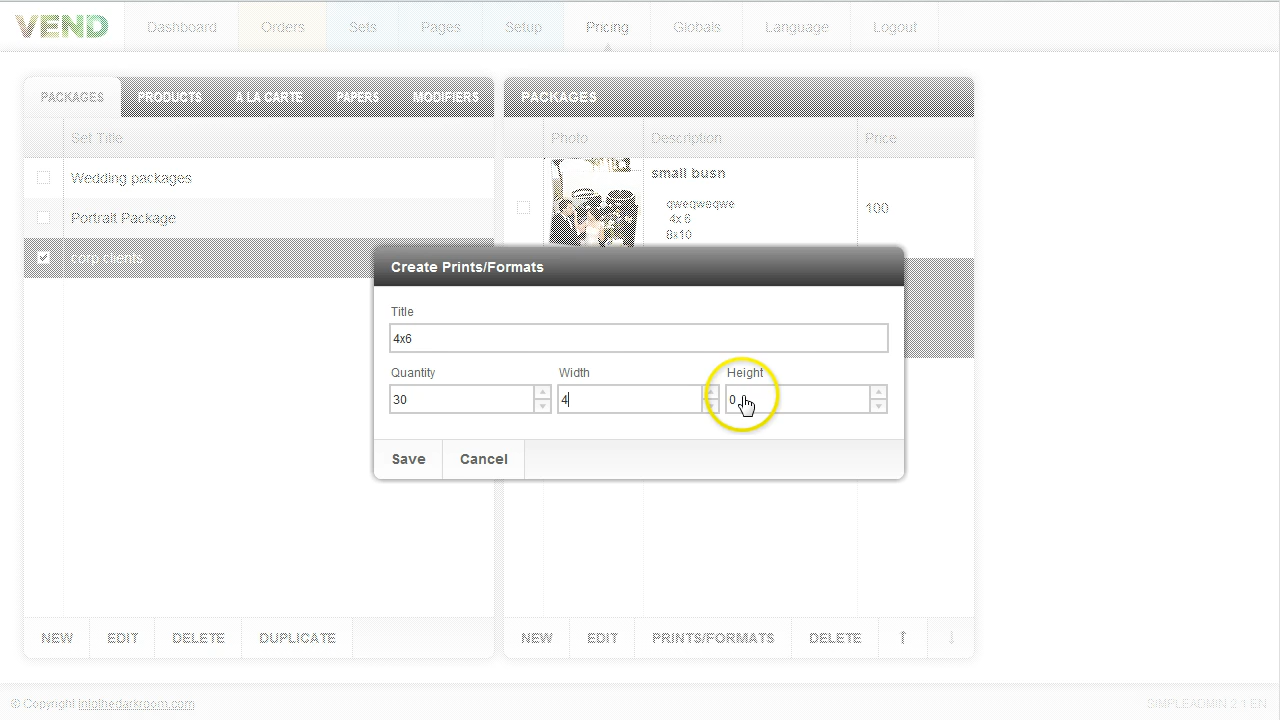 VEND
Dashboard Orders Sets Pages Setup Pricing Globals Language Logout
PACKAGES PRODUCTS A LA CARTE PAPERS MODIFIERS
PACKAGES
Set Title
Photo Description Price
Wedding packages
Portrait Package
corp clients
small busn
qweqweqwe
4x 6
8x10
100
Create Prints/Formats
Title
4x6
Quantity Width Height
30 4 0
Save Cancel
NEW EDIT DELETE DUPLICATE
NEW EDIT PRINTS/FORMATS DELETE ↑ ↓
© Copyright
SIMPLEADMIN 2.1 EN